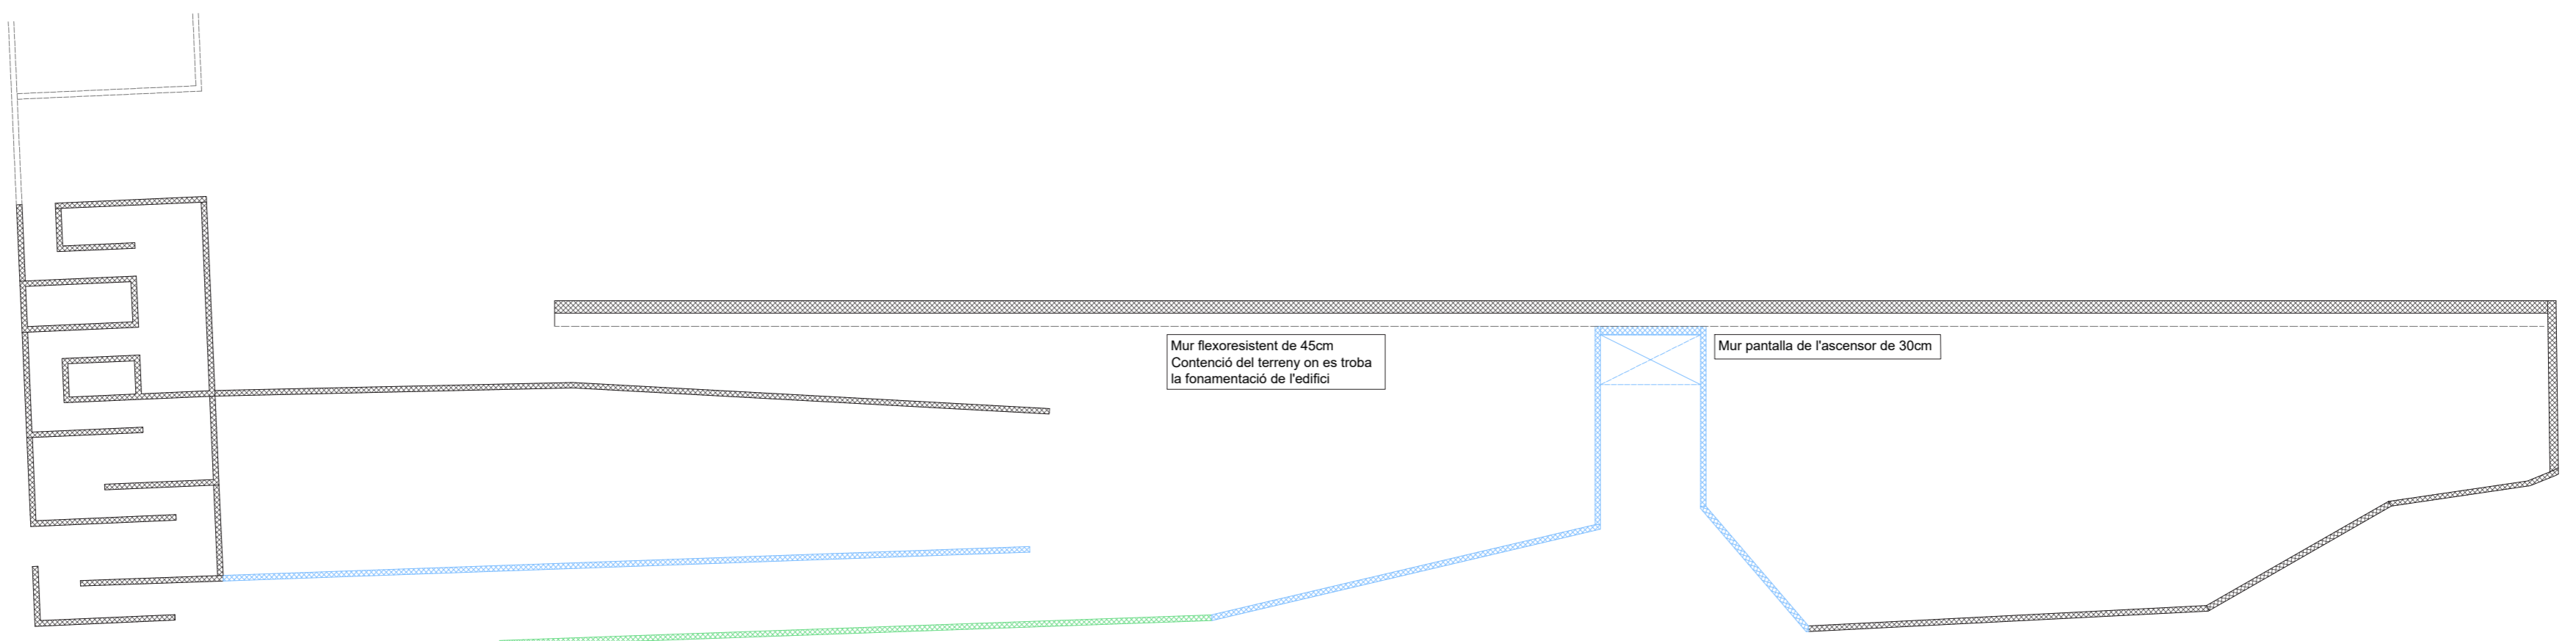 Mur flexoresistent de 45cm
Contenció del terreny on es troba
la fonamentació de l'edifici
Mur pantalla de l'ascensor de 30cm